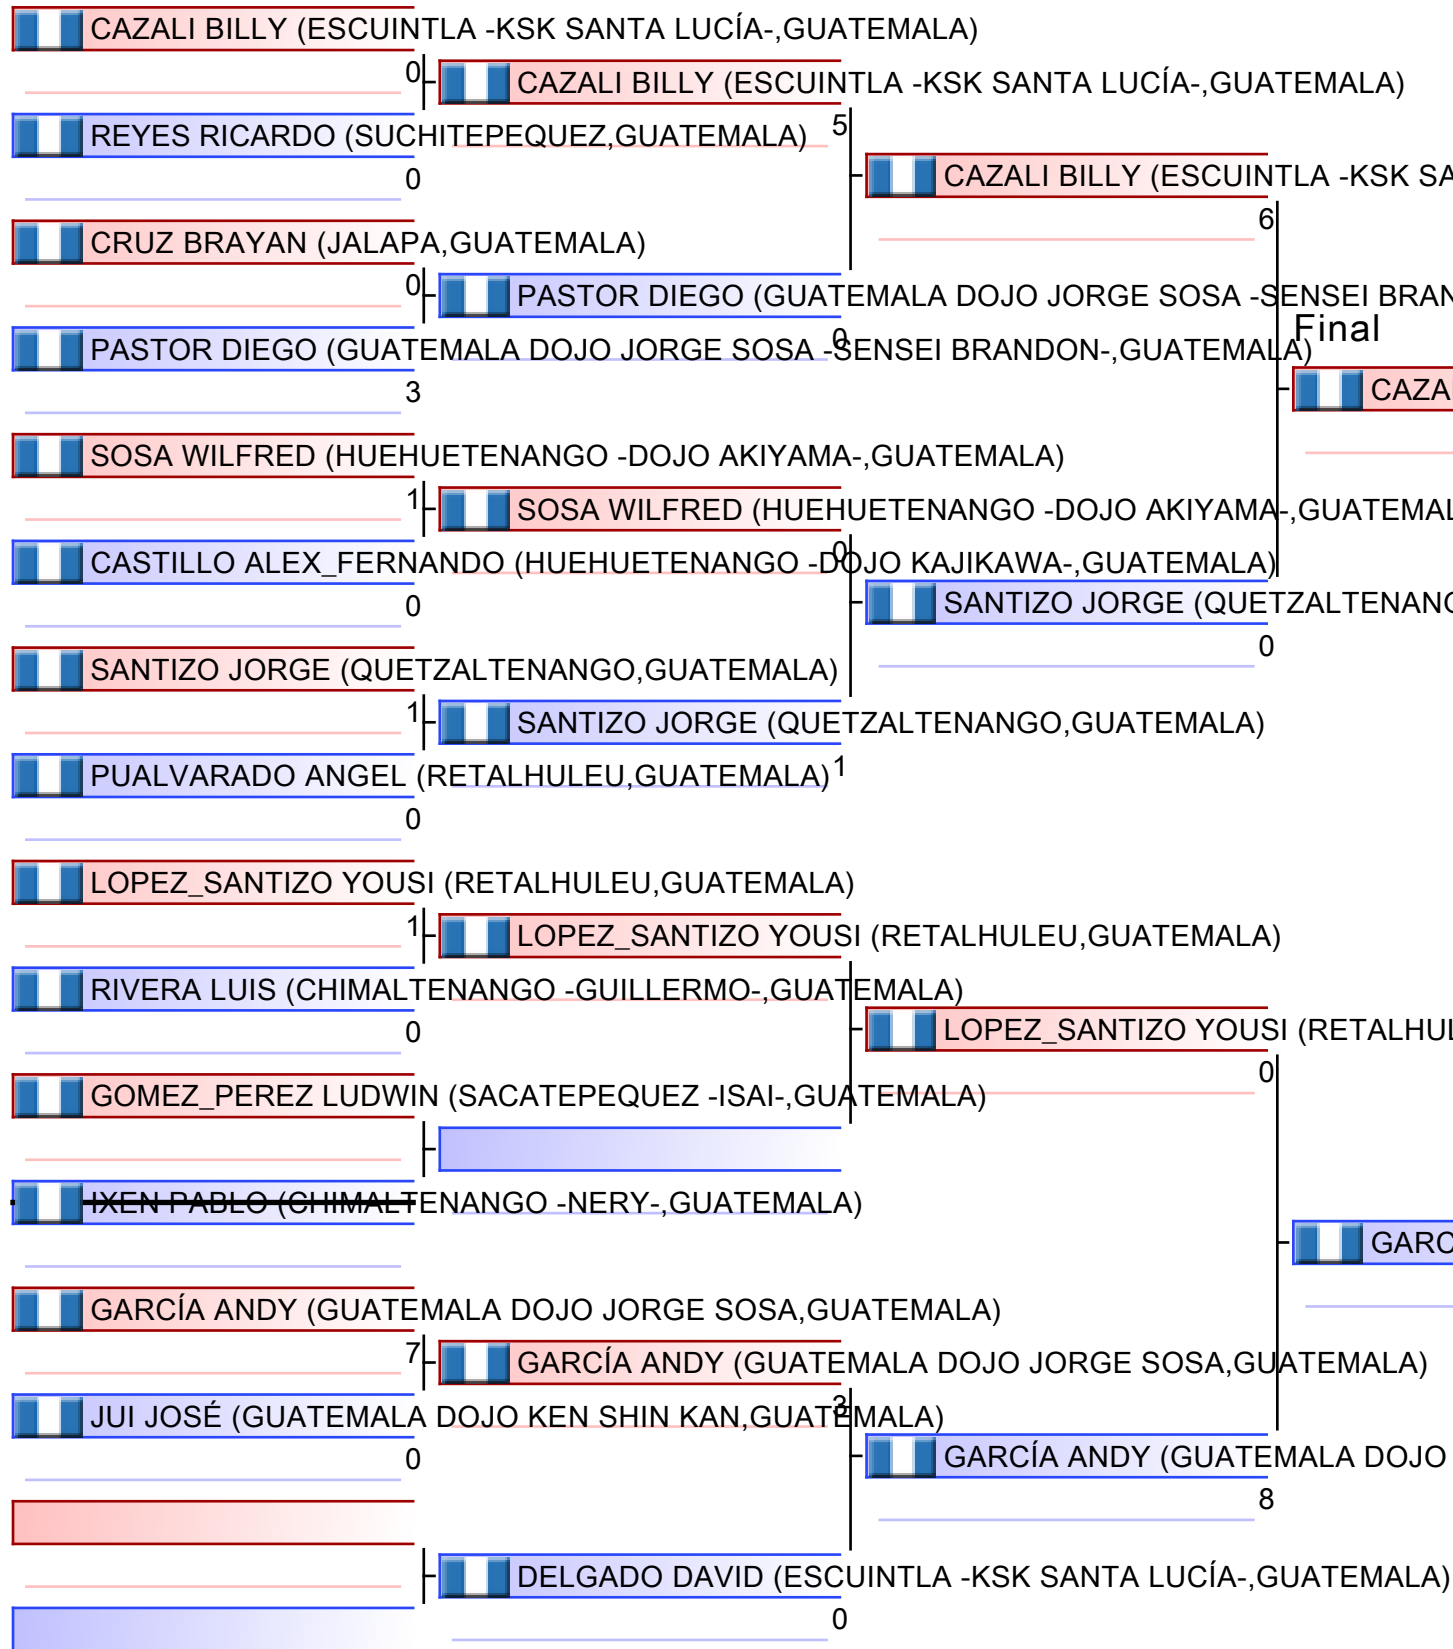 CAZALI BILLY (ESCUINTLA -KSK SANTA LUCÍA-,GUATEMALA)
0
CAZALI BILLY (ESCUINTLA -KSK SANTA LUCÍA-,GUATEMALA)
REYES RICARDO (SUCHITEPEQUEZ,GUATEMALA)
5
0
CAZALI BILLY (ESCUINTLA -KSK SA
6
CRUZ BRAYAN (JALAPA,GUATEMALA)
0
PASTOR DIEGO (GUATEMALA DOJO JORGE SOSA -SENSEI BRAN
Final
0
PASTOR DIEGO (GUATEMALA DOJO JORGE SOSA -SENSEI BRANDON-,GUATEMALA)
3
CAZA
SOSA WILFRED (HUEHUETENANGO -DOJO AKIYAMA-,GUATEMALA)
1
SOSA WILFRED (HUEHUETENANGO -DOJO AKIYAMA-,GUATEMAL
0
CASTILLO ALEX_FERNANDO (HUEHUETENANGO -DOJO KAJIKAWA-,GUATEMALA)
0
SANTIZO JORGE (QUETZALTENANG
0
SANTIZO JORGE (QUETZALTENANGO,GUATEMALA)
1
SANTIZO JORGE (QUETZALTENANGO,GUATEMALA)
PUALVARADO ANGEL (RETALHULEU,GUATEMALA)
1
0
LOPEZ_SANTIZO YOUSI (RETALHULEU,GUATEMALA)
1
LOPEZ_SANTIZO YOUSI (RETALHULEU,GUATEMALA)
RIVERA LUIS (CHIMALTENANGO -GUILLERMO-,GUATEMALA)
0
LOPEZ_SANTIZO YOUSI (RETALHUL
0
GOMEZ_PEREZ LUDWIN (SACATEPEQUEZ -ISAI-,GUATEMALA)
IXEN PABLO (CHIMALTENANGO -NERY-,GUATEMALA)
GARC
GARCÍA ANDY (GUATEMALA DOJO JORGE SOSA,GUATEMALA)
7
GARCÍA ANDY (GUATEMALA DOJO JORGE SOSA,GUATEMALA)
3
JUI JOSÉ (GUATEMALA DOJO KEN SHIN KAN,GUATEMALA)
0
GARCÍA ANDY (GUATEMALA DOJO
8
DELGADO DAVID (ESCUINTLA -KSK SANTA LUCÍA-,GUATEMALA)
0